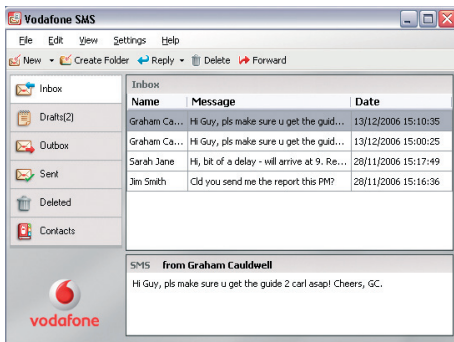 Vodafone SMS
File Edit View Settings Help
New Create Folder Reply Delete Forward
Inbox
Drafts(2)
Outbox
Sent
Deleted
Contacts
vodafone
Inbox
Name Message Date
Graham Ca... Hi Guy, pls make sure u get the guid... 13/12/2006 15:10:35
Graham Ca... Hi Guy, pls make sure u get the guid... 13/12/2006 15:00:25
Sarah Jane Hi, bit of a delay - will arrive at 9. Re... 28/11/2006 15:17:49
Jim Smith Cld you send me the report this PM? 28/11/2006 15:16:36
SMS from Graham Cauldwell
Hi Guy, pls make sure u get the guide 2 carl asap! Cheers, GC.